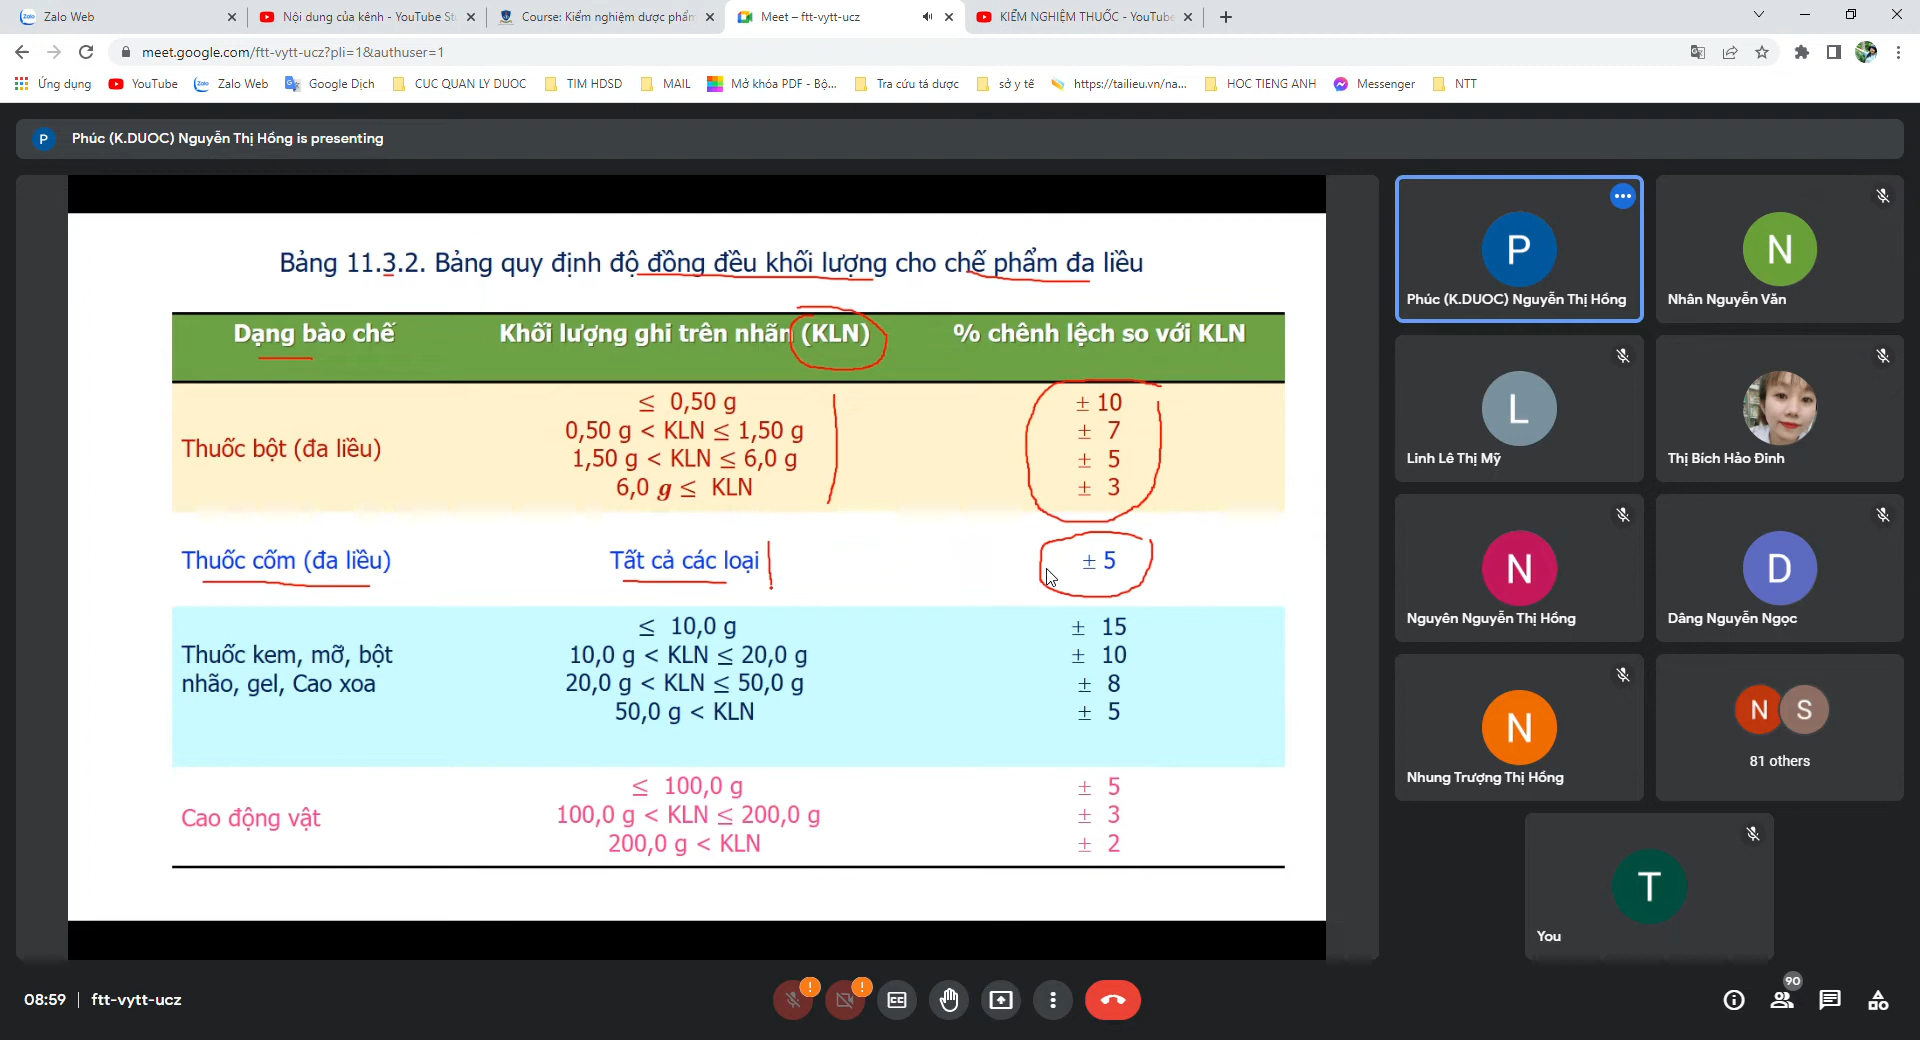 Zalo Web
Nội dung của kênh - YouTube St
Course: Kiểm nghiệm dược phẩm
Meet – ftt-vytt-ucz
KIỂM NGHIỆM THUỐC - YouTube
meet.google.com/ftt-vytt-ucz?pli=1&authuser=1
Ứng dụng
YouTube
Zalo Web
Google Dịch
CUC QUAN LY DUOC
TIM HDSD
MAIL
Mở khóa PDF - Bộ...
Tra cứu tá dược
sở y tế
https://tailieu.vn/na...
HOC TIENG ANH
Messenger
NTT
P
Phúc (K.DUOC) Nguyễn Thị Hồng is presenting
Bảng 11.3.2. Bảng quy định độ đồng đều khối lượng cho chế phẩm đa liều
Dạng bào chế Khối lượng ghi trên nhãn (KLN) % chênh lệch so với KLN
Thuốc bột (đa liều)
≤ 0,50 g ± 10
0,50 g < KLN ≤ 1,50 g ± 7
1,50 g < KLN ≤ 6,0 g ± 5
6,0 g ≤ KLN ± 3
Thuốc cốm (đa liều) Tất cả các loại ± 5
Thuốc kem, mỡ, bột
nhão, gel, Cao xoa
≤ 10,0 g ± 15
10,0 g < KLN ≤ 20,0 g ± 10
20,0 g < KLN ≤ 50,0 g ± 8
50,0 g < KLN ± 5
Cao động vật
≤ 100,0 g ± 5
100,0 g < KLN ≤ 200,0 g ± 3
200,0 g < KLN ± 2
P
Phúc (K.DUOC) Nguyễn Thị Hồng
N
Nhân Nguyễn Văn
L
Linh Lê Thị Mỹ
Thị Bích Hảo Đinh
N
Nguyên Nguyễn Thị Hồng
D
Dâng Nguyễn Ngọc
N
Nhung Trượng Thị Hồng
N S
81 others
T
You
08:59 | ftt-vytt-ucz
90